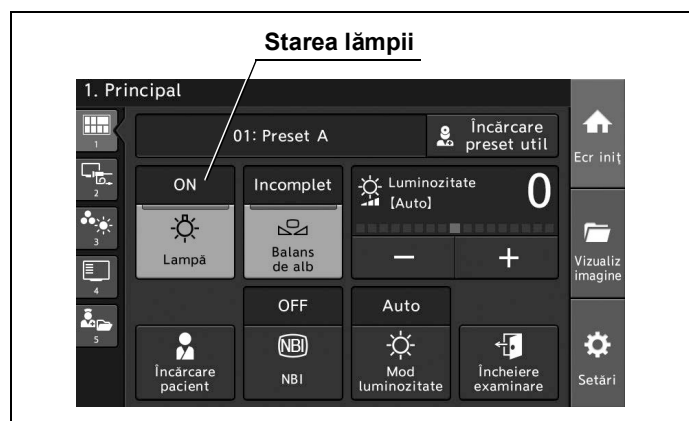 Starea lămpii
1. Principal
1
2
3
4
5
01: Preset A
Încărcare
preset util
ON
Lampă
Incomplet
Balans
de alb
Luminozitate
[Auto]
0
−
+
Încărcare
pacient
OFF
NBI
NBI
Auto
Mod
luminozitate
Încheiere
examinare
Ecr iniț
Vizualiz
imagine
Setări